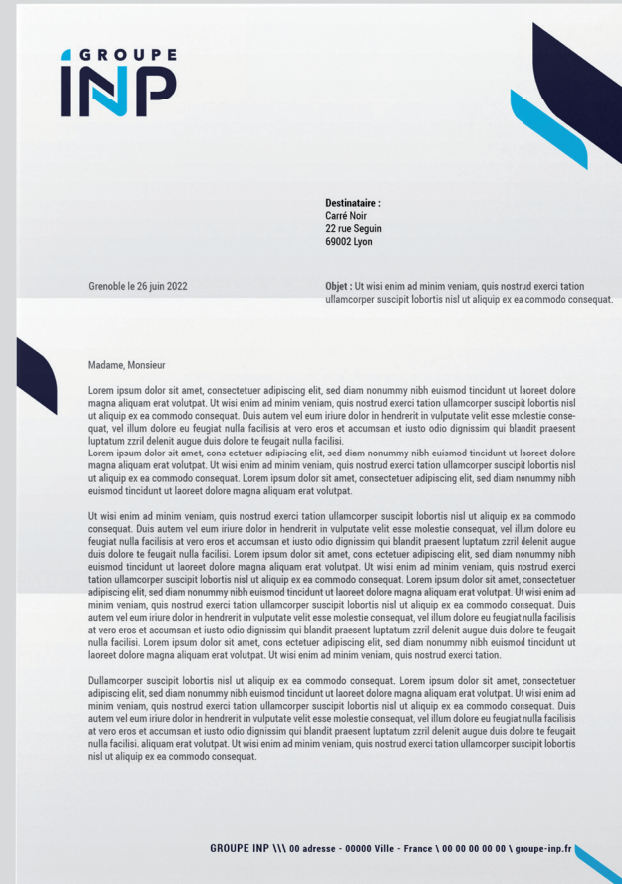 GROUPE
INP
Destinataire :
Carré Noir
22 rue Seguin
69002 Lyon
Grenoble le 26 juin 2022
Objet : Ut wisi enim ad minim veniam, quis nostrud exerci tation
ullamcorper suscipit lobortis nisl ut aliquip ex ea commodo consequat.
Madame, Monsieur
Lorem ipsum dolor sit amet, consectetuer adipiscing elit, sed diam nonummy nibh euismod tincidunt ut laoreet dolore
magna aliquam erat volutpat. Ut wisi enim ad minim veniam, quis nostrud exerci tation ullamcorper suscipit lobortis nisl
ut aliquip ex ea commodo consequat. Duis autem vel eum iriure dolor in hendrerit in vulputate velit esse molestie conse-
quat, vel illum dolore eu feugiat nulla facilisis at vero eros et accumsan et iusto odio dignissim qui blandit praesent
luptatum zzril delenit augue duis dolore te feugait nulla facilisi.
Lorem ipsum dolor sit amet, cons ectetuer adipiscing elit, sed diam nonummy nibh euismod tincidunt ut laoreet dolore
magna aliquam erat volutpat. Ut wisi enim ad minim veniam, quis nostrud exerci tation ullamcorper suscipit lobortis nisl
ut aliquip ex ea commodo consequat. Lorem ipsum dolor sit amet, consectetuer adipiscing elit, sed diam nonummy nibh
euismod tincidunt ut laoreet dolore magna aliquam erat volutpat.
Ut wisi enim ad minim veniam, quis nostrud exerci tation ullamcorper suscipit lobortis nisl ut aliquip ex ea commodo
consequat. Duis autem vel eum iriure dolor in hendrerit in vulputate velit esse molestie consequat, vel illum dolore eu
feugiat nulla facilisis at vero eros et accumsan et iusto odio dignissim qui blandit praesent luptatum zzril delenit augue
duis dolore te feugait nulla facilisi. Lorem ipsum dolor sit amet, cons ectetuer adipiscing elit, sed diam nonummy nibh
euismod tincidunt ut laoreet dolore magna aliquam erat volutpat. Ut wisi enim ad minim veniam, quis nostrud exerci
tation ullamcorper suscipit lobortis nisl ut aliquip ex ea commodo consequat. Lorem ipsum dolor sit amet, consectetuer
adipiscing elit, sed diam nonummy nibh euismod tincidunt ut laoreet dolore magna aliquam erat volutpat. Ut wisi enim ad
minim veniam, quis nostrud exerci tation ullamcorper suscipit lobortis nisl ut aliquip ex ea commodo consequat. Duis
autem vel eum iriure dolor in hendrerit in vulputate velit esse molestie consequat, vel illum dolore eu feugiat nulla facilisis
at vero eros et accumsan et iusto odio dignissim qui blandit praesent luptatum zzril delenit augue duis dolore te feugait
nulla facilisi. Lorem ipsum dolor sit amet, cons ectetuer adipiscing elit, sed diam nonummy nibh euismod tincidunt ut
laoreet dolore magna aliquam erat volutpat. Ut wisi enim ad minim veniam, quis nostrud exerci tation.
Dullamcorper suscipit lobortis nisl ut aliquip ex ea commodo consequat. Lorem ipsum dolor sit amet, consectetuer
adipiscing elit, sed diam nonummy nibh euismod tincidunt ut laoreet dolore magna aliquam erat volutpat. Ut wisi enim ad
minim veniam, quis nostrud exerci tation ullamcorper suscipit lobortis nisl ut aliquip ex ea commodo consequat. Duis
autem vel eum iriure dolor in hendrerit in vulputate velit esse molestie consequat, vel illum dolore eu feugiat nulla facilisis
at vero eros et accumsan et iusto odio dignissim qui blandit praesent luptatum zzril delenit augue duis dolore te feugait
nulla facilisi. aliquam erat volutpat. Ut wisi enim ad minim veniam, quis nostrud exerci tation ullamcorper suscipit lobortis
nisl ut aliquip ex ea commodo consequat.
GROUPE INP \\\ 00 adresse - 00000 Ville - France \ 00 00 00 00 00 \ groupe-inp.fr